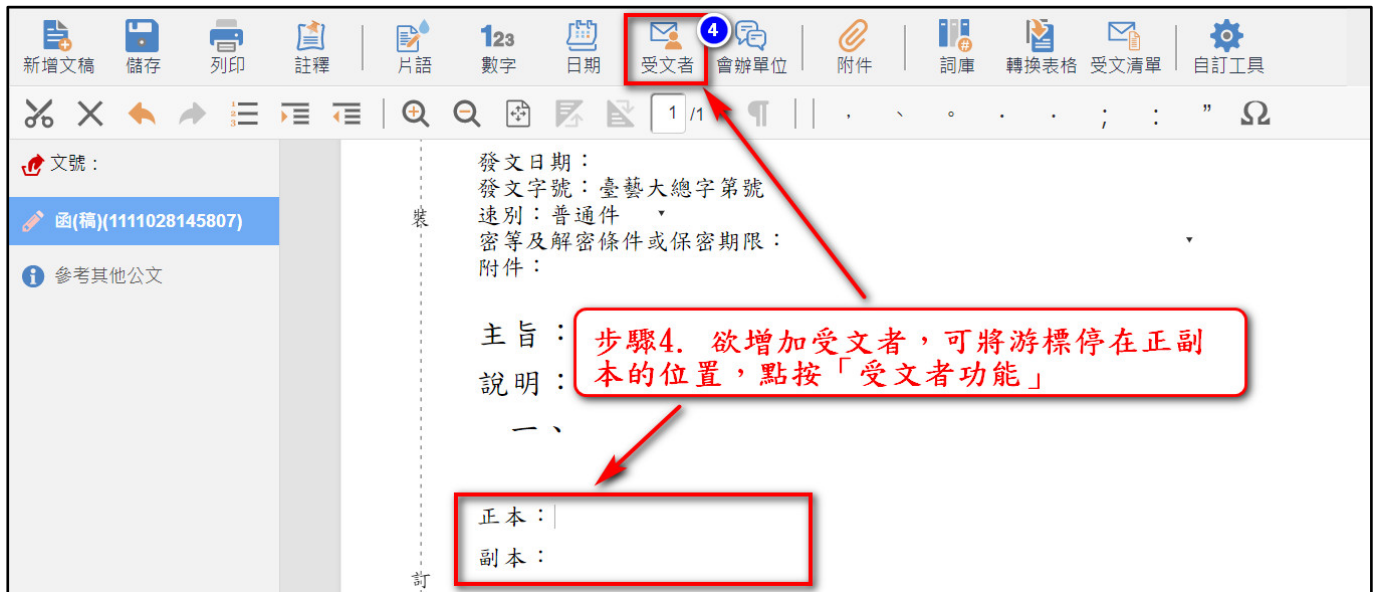 新增文稿 儲存 列印 註釋 片語 123 數字 日期 受文者 4 會辦單位 附件 詞庫 轉換表格 受文清單 自訂工具
1 /1 ， 、 。 . ． ； ： ” Ω
文號：
函(稿)(1111028145807)
參考其他公文
發文日期：
發文字號：臺藝大總字第號
裝
速別：普通件
密等及解密條件或保密期限：
附件：
主旨：
說明：
步驟4. 欲增加受文者，可將游標停在正副
本的位置，點按「受文者功能」
一、
正本：
副本：
訂